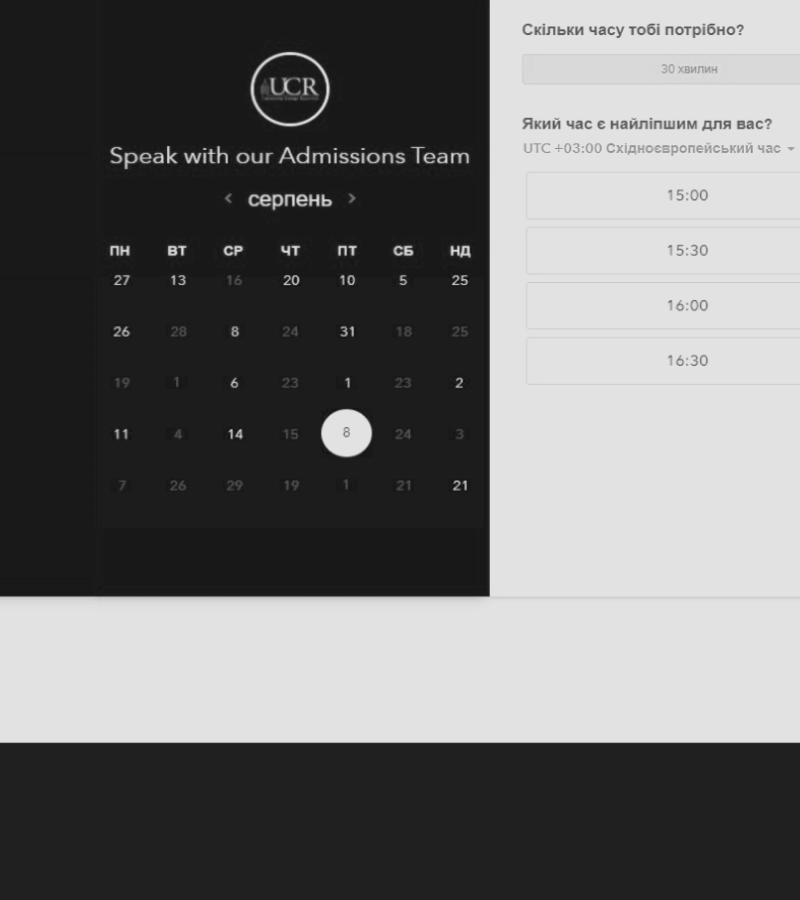 UCR
Speak with our Admissions Team
серпень
ПН ВТ СР ЧТ ПТ СБ НД
27 13 16 20 10 5 25
26 28 8 24 31 18 25
19 1 6 23 1 23 2
11 4 14 15 8 24 3
7 26 29 19 1 21 21
Скільки часу тобі потрібно?
30 хвилин
Який час є найліпшим для вас?
UTC +03:00 Східноєвропейський час
15:00
15:30
16:00
16:30